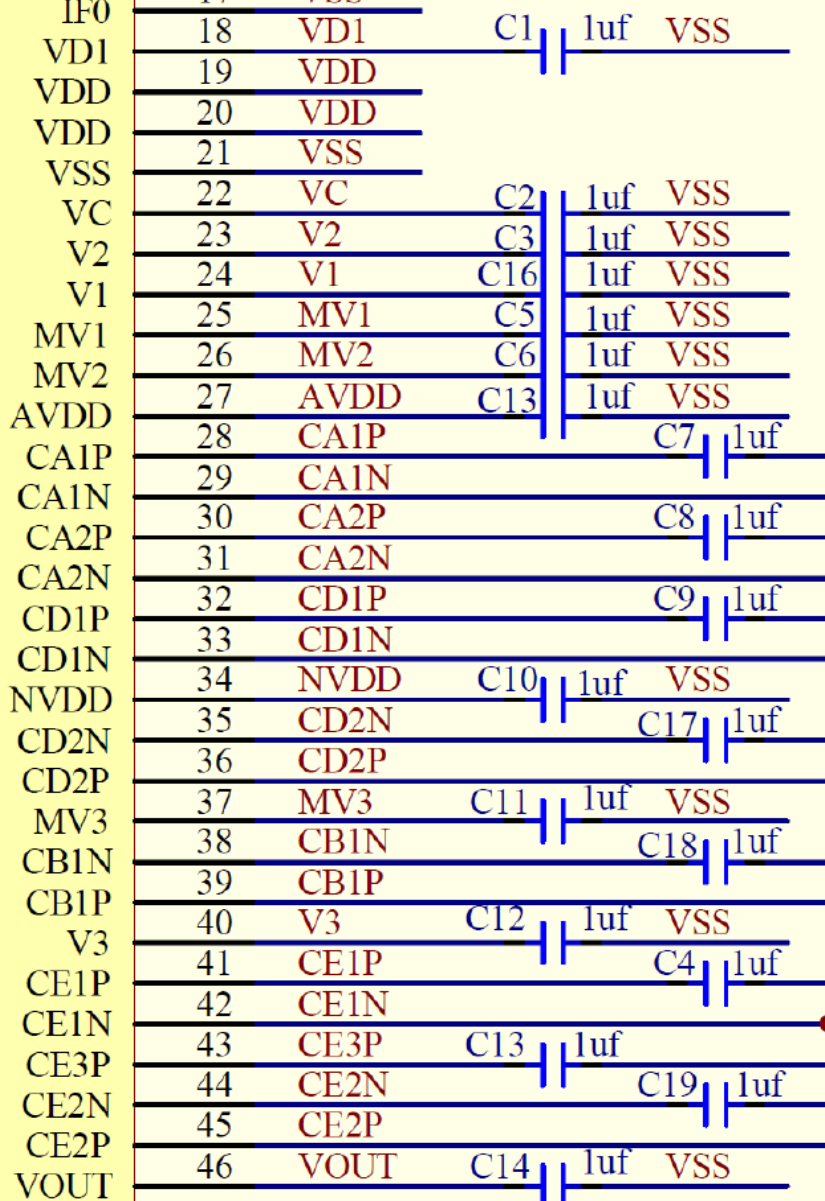 IF0 17 VSS
18 VD1 C1 1uf VSS
VD1
19 VDD
VDD
20 VDD
VDD
21 VSS
VSS
22 VC C2 1uf VSS
VC
23 V2 C3 1uf VSS
V2
24 V1 C16 1uf VSS
V1
25 MV1 C5 1uf VSS
MV1
26 MV2 C6 1uf VSS
MV2
27 AVDD C13 1uf VSS
AVDD
28 CA1P C7 1uf
CA1P
29 CA1N
CA1N
30 CA2P C8 1uf
CA2P
31 CA2N
CA2N
32 CD1P C9 1uf
CD1P
33 CD1N
CD1N
34 NVDD C10 1uf VSS
NVDD
35 CD2N C17 1uf
CD2N
36 CD2P
CD2P
37 MV3 C11 1uf VSS
MV3
38 CB1N C18 1uf
CB1N
39 CB1P
CB1P
40 V3 C12 1uf VSS
V3
41 CE1P C4 1uf
CE1P
42 CE1N
CE1N
43 CE3P C13 1uf
CE3P
44 CE2N C19 1uf
CE2N
45 CE2P
CE2P
46 VOUT C14 1uf VSS
VOUT